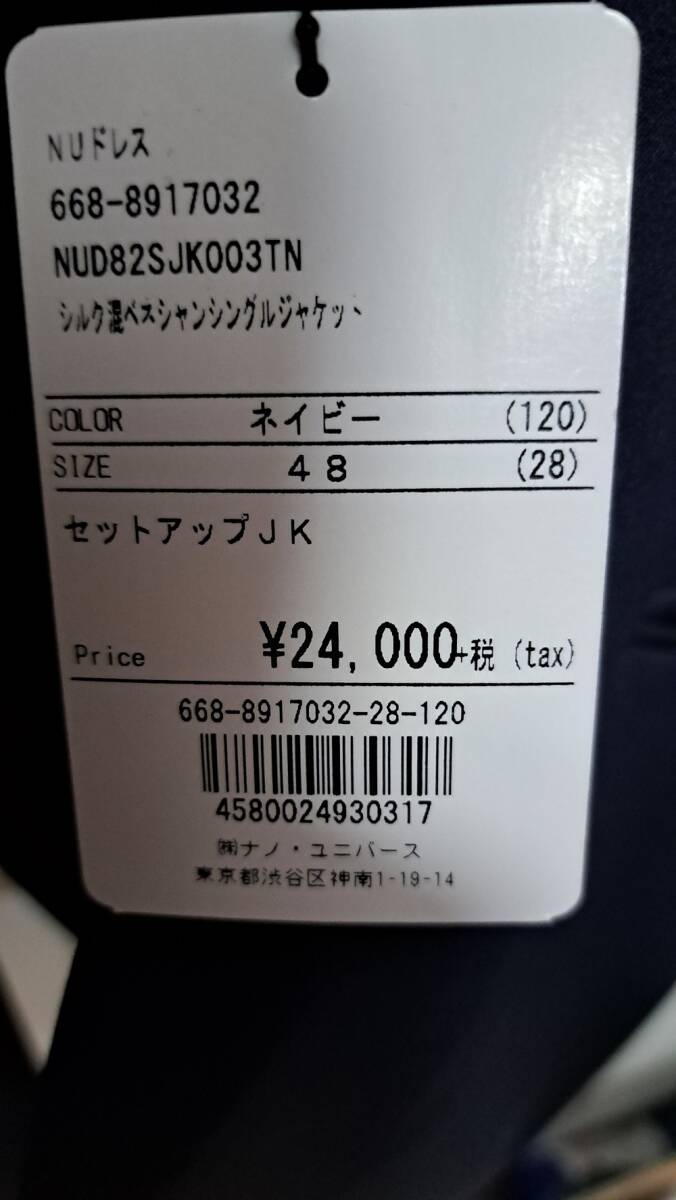 NUドレス
668-8917032
NUD82SJK003TN
シルク混ベスシャンシングルジャケット
COLOR ネイビー (120)
SIZE 48 (28)
セットアップJK
Price ¥24,000+税(tax)
668-8917032-28-120
4580024930317
㈱ナノ・ユニバース
東京都渋谷区神南1-19-14